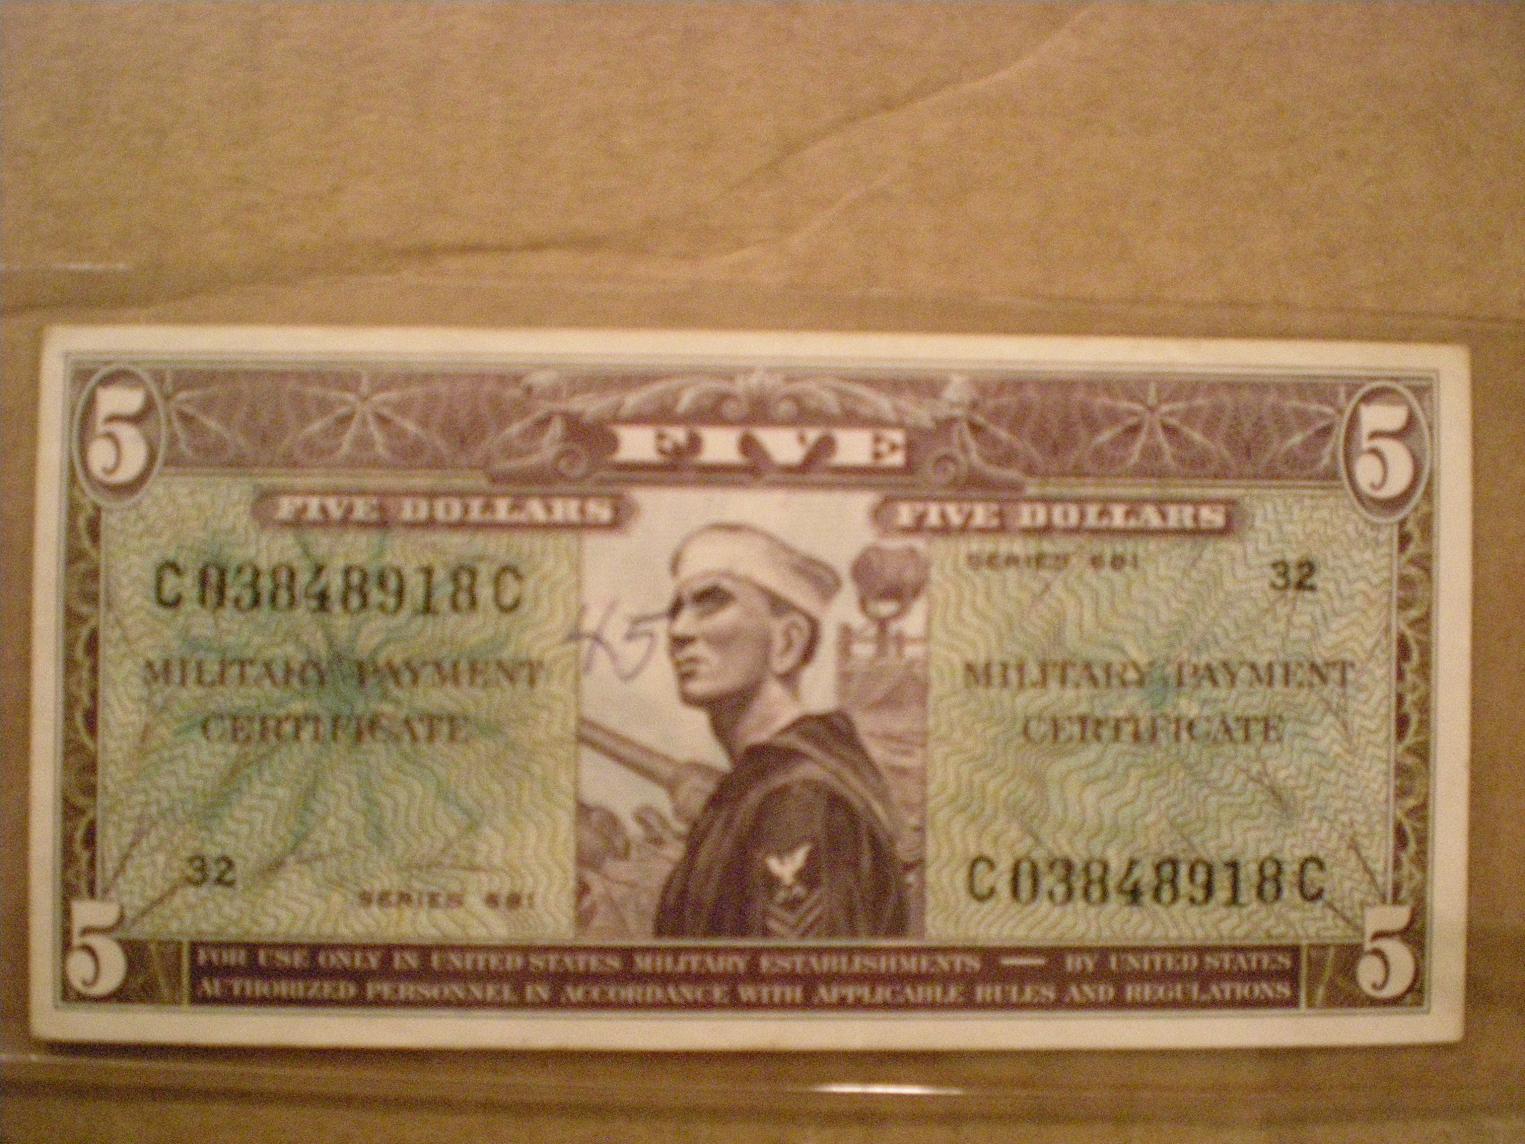 5 FIVE 5
FIVE DOLLARS FIVE DOLLARS
SERIES 681 32
C03848918C
45
MILITARY PAYMENT MILITARY PAYMENT
CERTIFICATE CERTIFICATE
32 C03848918C
SERIES 681
5 5
FOR USE ONLY IN UNITED STATES MILITARY ESTABLISHMENTS — BY UNITED STATES
AUTHORIZED PERSONNEL IN ACCORDANCE WITH APPLICABLE RULES AND REGULATIONS